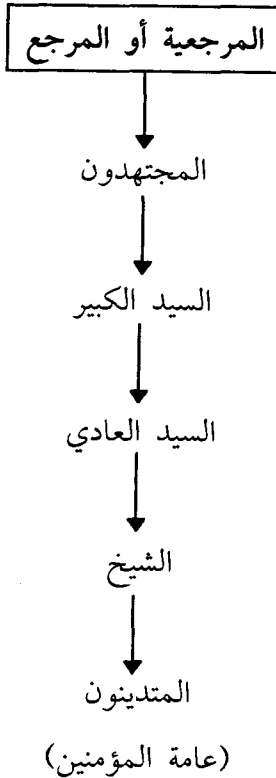 المرجعية أو المرجع
المجتهدون
السيد الكبير
السيد العادي
الشيخ
المتدينون
(عامة المؤمنين)